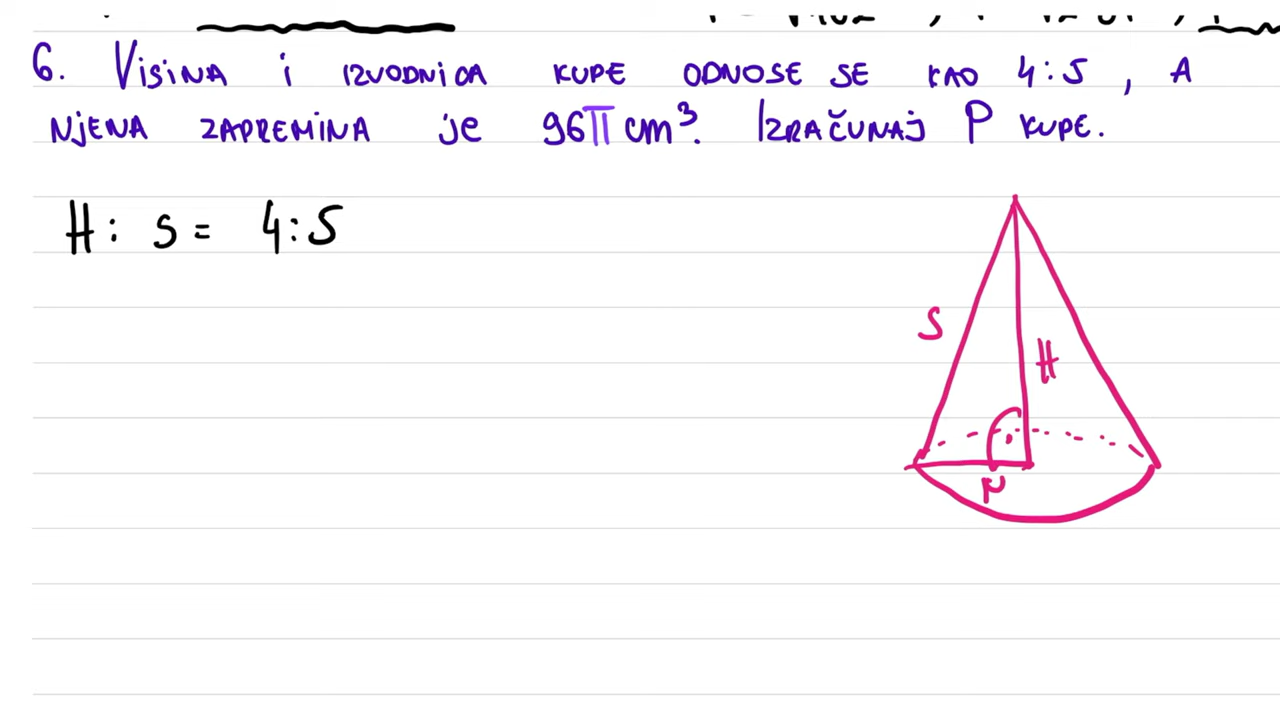 6. Visina i izvodnica kupe odnose se kao 4:5, a
njena zapremina je 96π cm³. Izračunaj P kupe.
H: s = 4:5
s
H
r